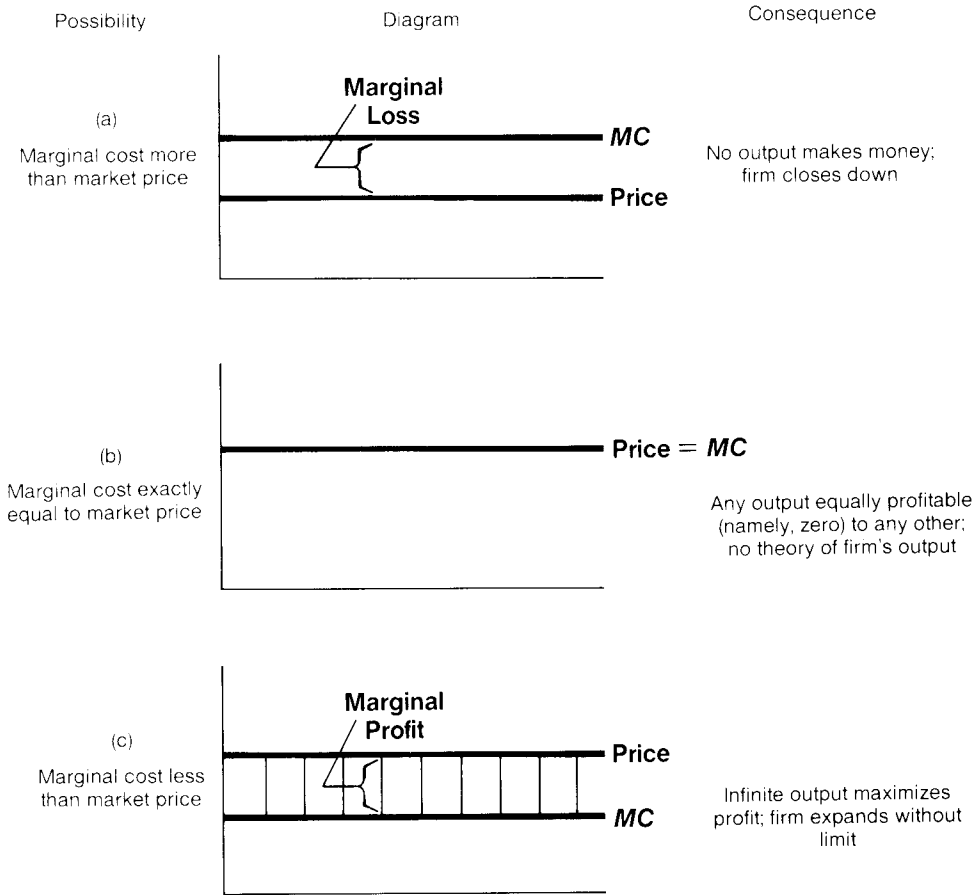 Possibility
Diagram
Consequence
(a)
Marginal cost more
than market price
Marginal
Loss
MC
Price
No output makes money;
firm closes down
(b)
Marginal cost exactly
equal to market price
Price = MC
Any output equally profitable
(namely, zero) to any other;
no theory of firm's output
(c)
Marginal cost less
than market price
Marginal
Profit
Price
MC
Infinite output maximizes
profit; firm expands without
limit